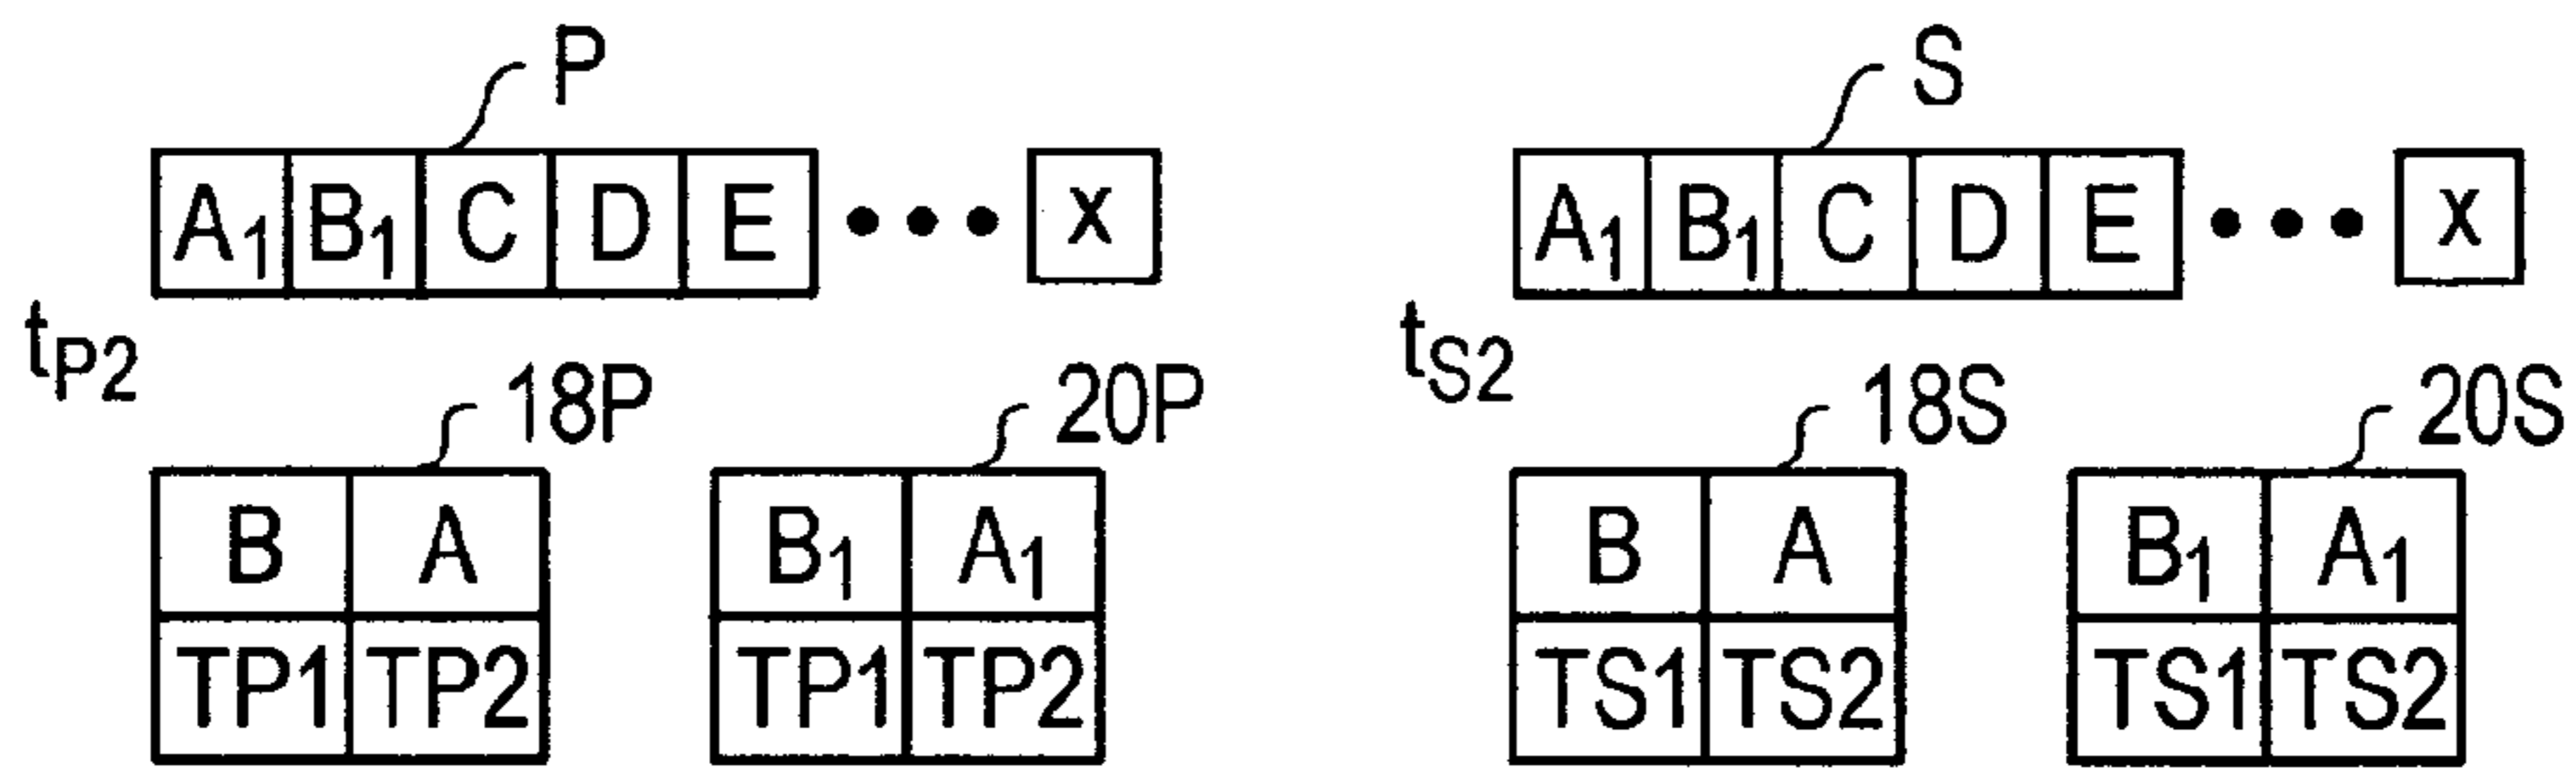 P S
A₁ B₁ C D E ••• X A₁ B₁ C D E ••• X
tP2 tS2
18P 20P 18S 20S
B A B₁ A₁ B A B₁ A₁
TP1 TP2 TP1 TP2 TS1 TS2 TS1 TS2